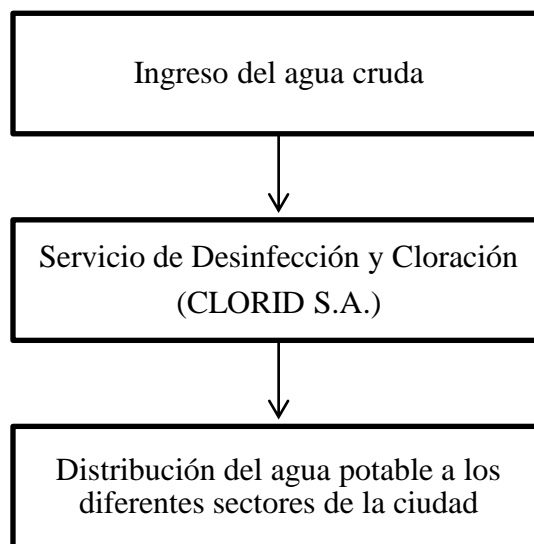 Ingreso del agua cruda
Servicio de Desinfección y Cloración
(CLORID S.A.)
Distribución del agua potable a los
diferentes sectores de la ciudad